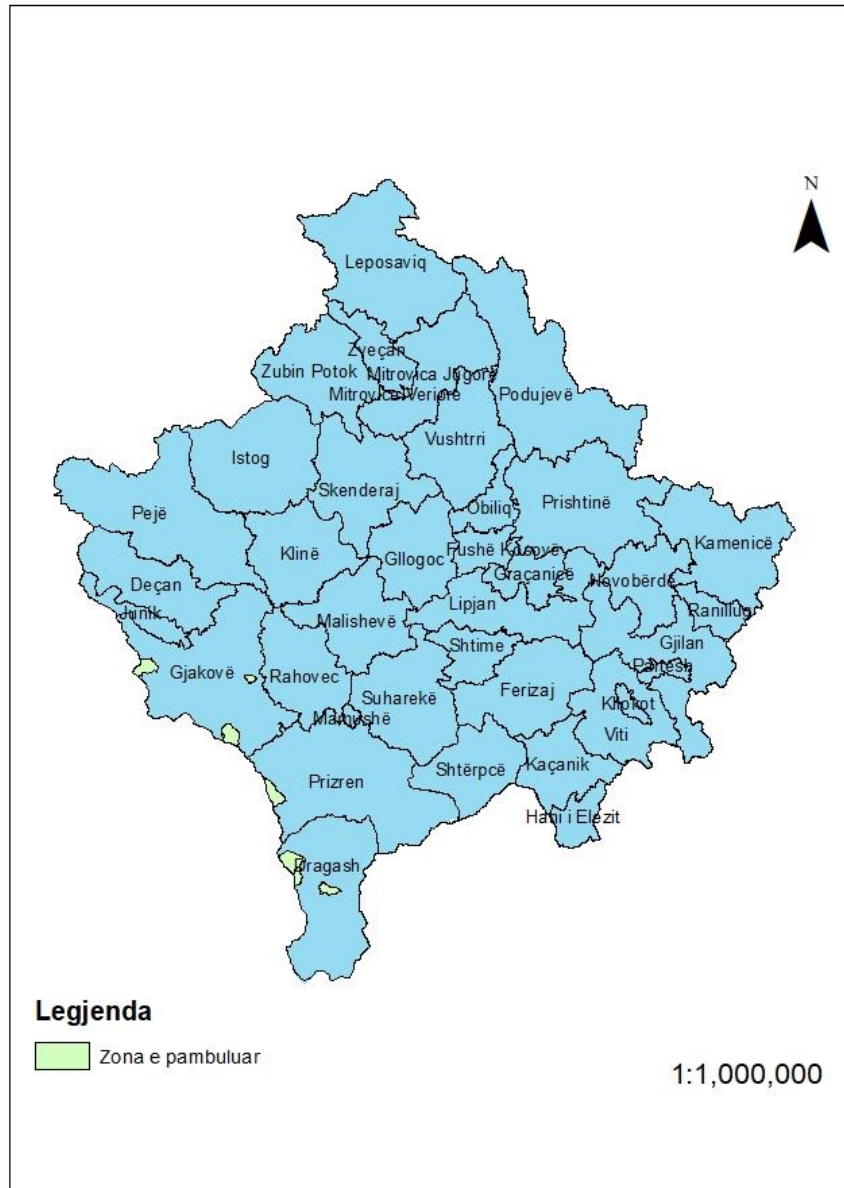 N
Leposaviq
Zveçan
Zubin Potok
Mitrovica Jugore
Mitrovica Veriore
Podujevë
Vushtrri
Istog
Skenderaj
Obiliq
Prishtinë
Pejë
Kamenicë
Klinë
Gllogoc
Fushë Kosovë
Graçanicë
Novobërdë
Deçan
Junik
Lipjan
Ranillug
Malishevë
Shtime
Gjilan
Partesh
Gjakovë
Rahovec
Suharekë
Ferizaj
Kllokot
Mamushë
Viti
Prizren
Shtërpcë
Kaçanik
Hani i Elezit
Dragash
Legjenda
Zona e pambuluar
1:1,000,000